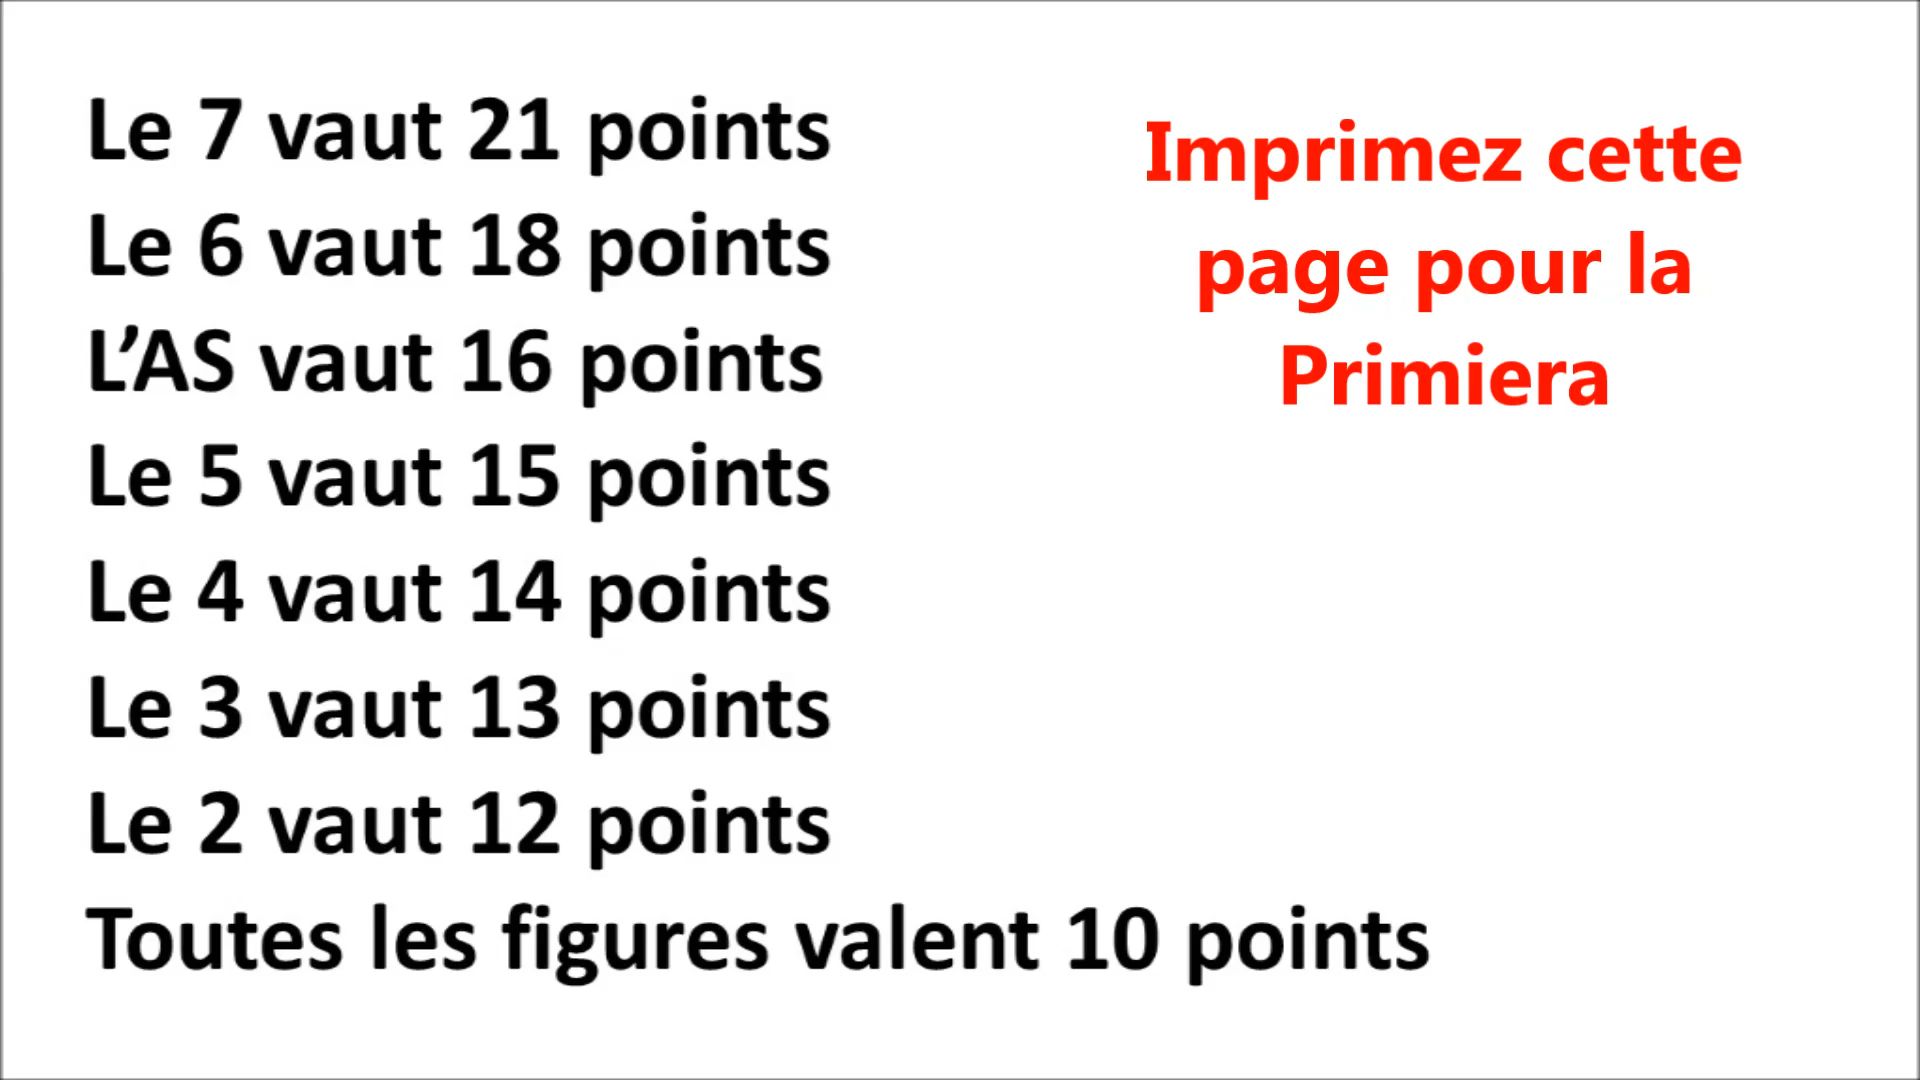 Le 7 vaut 21 points
Le 6 vaut 18 points
L’AS vaut 16 points
Le 5 vaut 15 points
Le 4 vaut 14 points
Le 3 vaut 13 points
Le 2 vaut 12 points
Toutes les figures valent 10 points
Imprimez cette
page pour la
Primiera